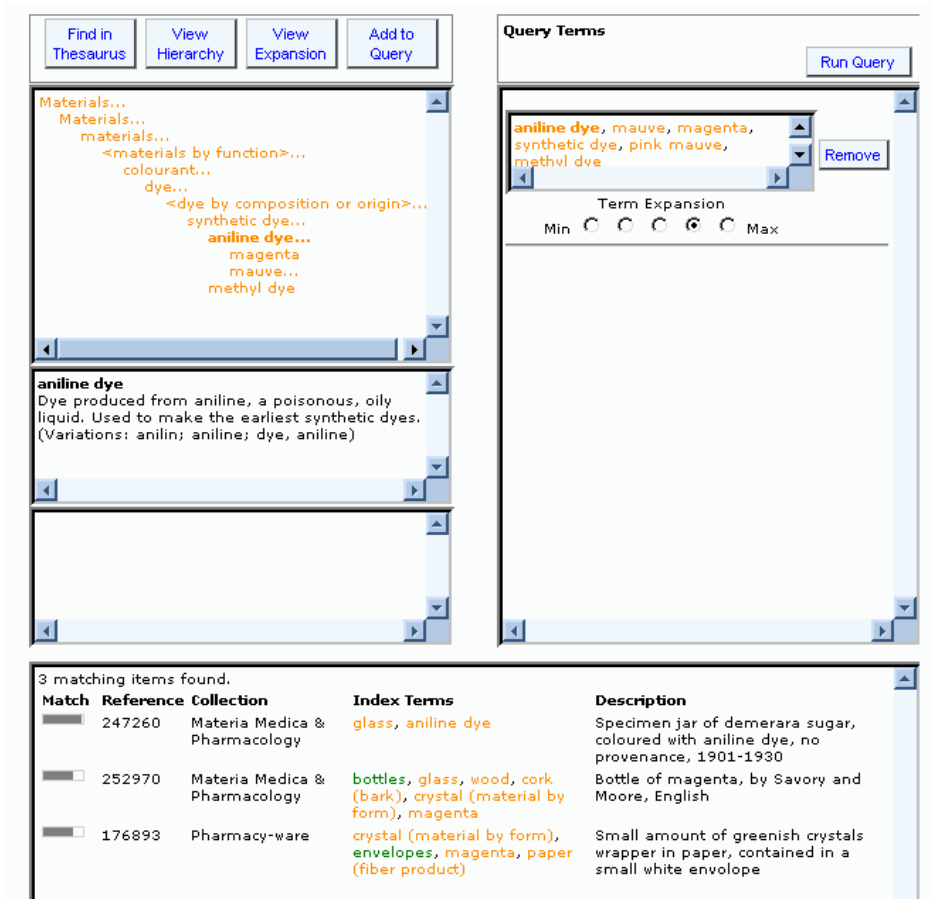 Find in
Thesaurus
View
Hierarchy
View
Expansion
Add to
Query
Materials...
Materials...
materials...
<materials by function>...
colourant...
dye...
<dye by composition or origin>...
synthetic dye...
aniline dye...
magenta
mauve...
methyl dye
aniline dye
Dye produced from aniline, a poisonous, oily
liquid. Used to make the earliest synthetic dyes.
(Variations: anilin; aniline; dye, aniline)
Query Terms
Run Query
aniline dye, mauve, magenta,
synthetic dye, pink mauve,
methyl dye
Remove
Term Expansion
Min Max
3 matching items found.
Match Reference Collection Index Terms Description
247260 Materia Medica & glass, aniline dye Specimen jar of demerara sugar,
Pharmacology coloured with aniline dye, no
provenance, 1901-1930
252970 Materia Medica & bottles, glass, wood, cork Bottle of magenta, by Savory and
Pharmacology (bark), crystal (material by Moore, English
form), magenta
176893 Pharmacy-ware crystal (material by form), Small amount of greenish crystals
envelopes, magenta, paper wrapper in paper, contained in a
(fiber product) small white envelope